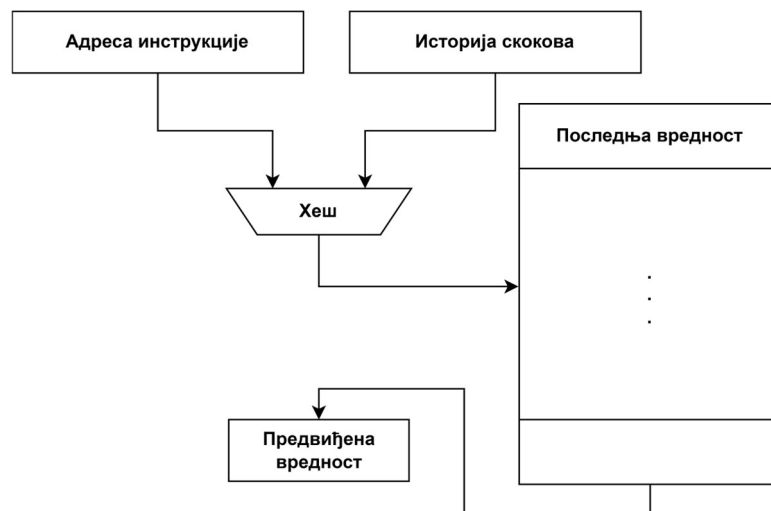 Адреса инструкције
Историја скокова
Последња вредност
Хеш
.
.
.
Предвиђена
вредност